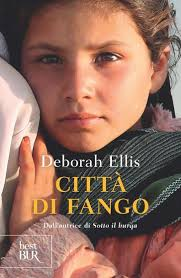 Deborah Ellis
CITTÀ
DI FANGO
Dall'autrice di Sotto il burqa
best
BUR